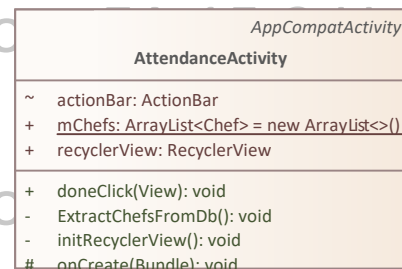 AppCompatActivity
AttendanceActivity
~ actionBar: ActionBar
+ mChefs: ArrayList<Chef> = new ArrayList<>()
+ recyclerView: RecyclerView
+ doneClick(View): void
- ExtractChefsFromDb(): void
- initRecyclerView(): void
# onCreate(Bundle): void